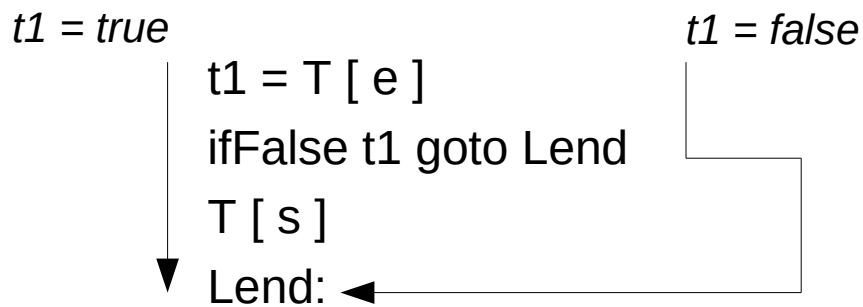 t1 = true
t1 = false
t1 = T [ e ]
ifFalse t1 goto Lend
T [ s ]
Lend: